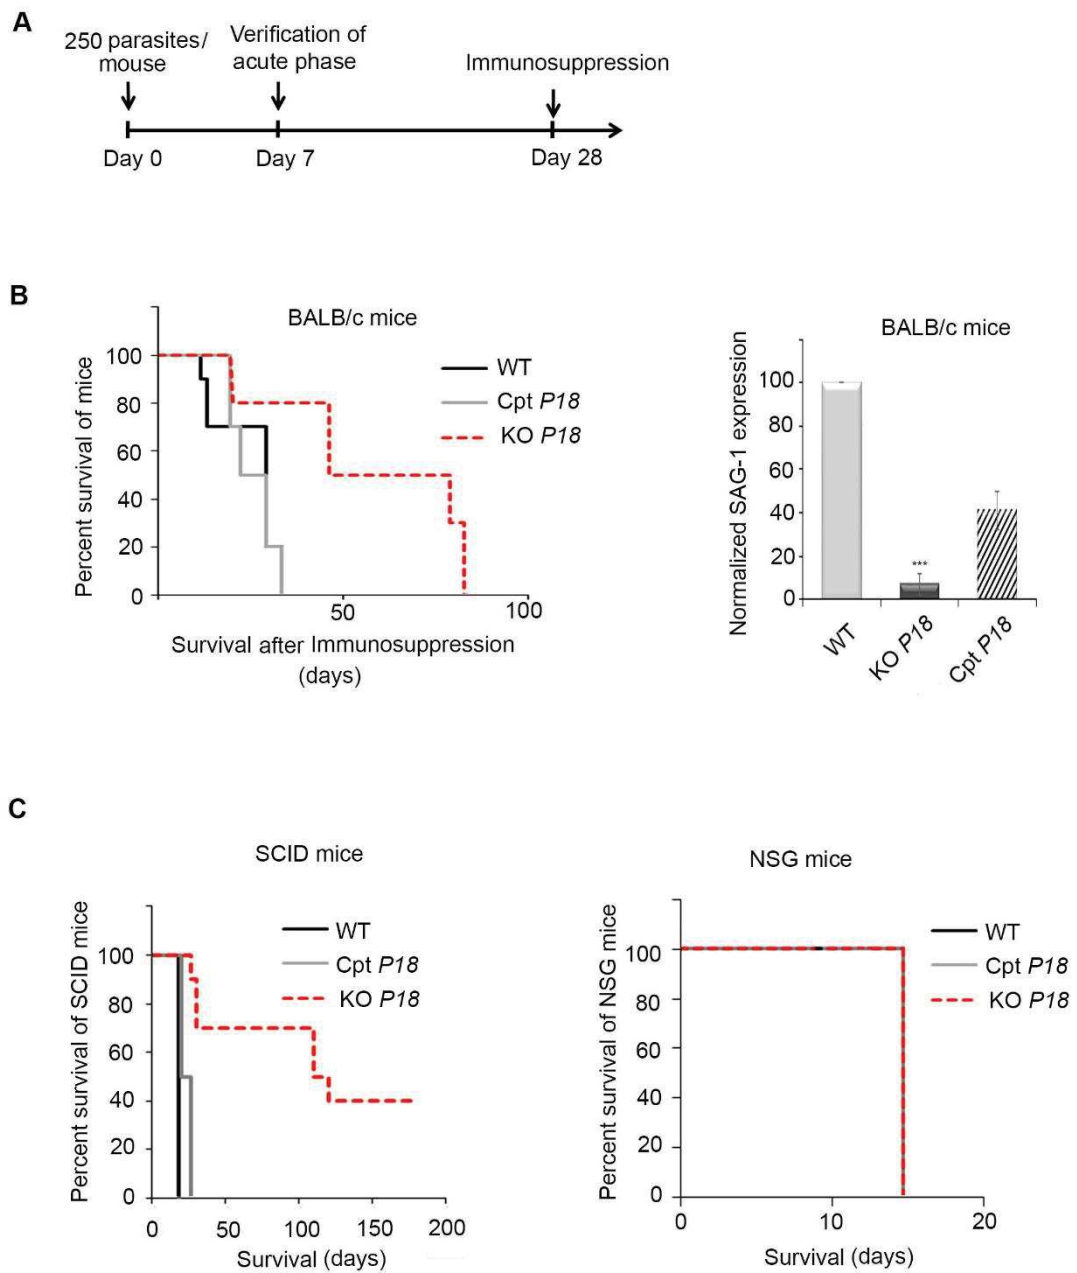 A
250 parasites/
mouse
Verification of
acute phase
Immunosuppression
Day 0
Day 7
Day 28
B
BALB/c mice
Percent survival of mice
100
80
60
40
20
0
50
100
WT
Cpt P18
KO P18
Survival after Immunosuppression
(days)
BALB/c mice
Normalized SAG-1 expression
100
80
60
40
20
0
***
WT
KO P18
Cpt P18
C
SCID mice
Percent survival of SCID mice
100
80
60
40
20
0
0
50
100
150
200
WT
Cpt P18
KO P18
Survival (days)
NSG mice
Percent survival of NSG mice
100
80
60
40
20
0
0
10
20
WT
Cpt P18
KO P18
Survival (days)